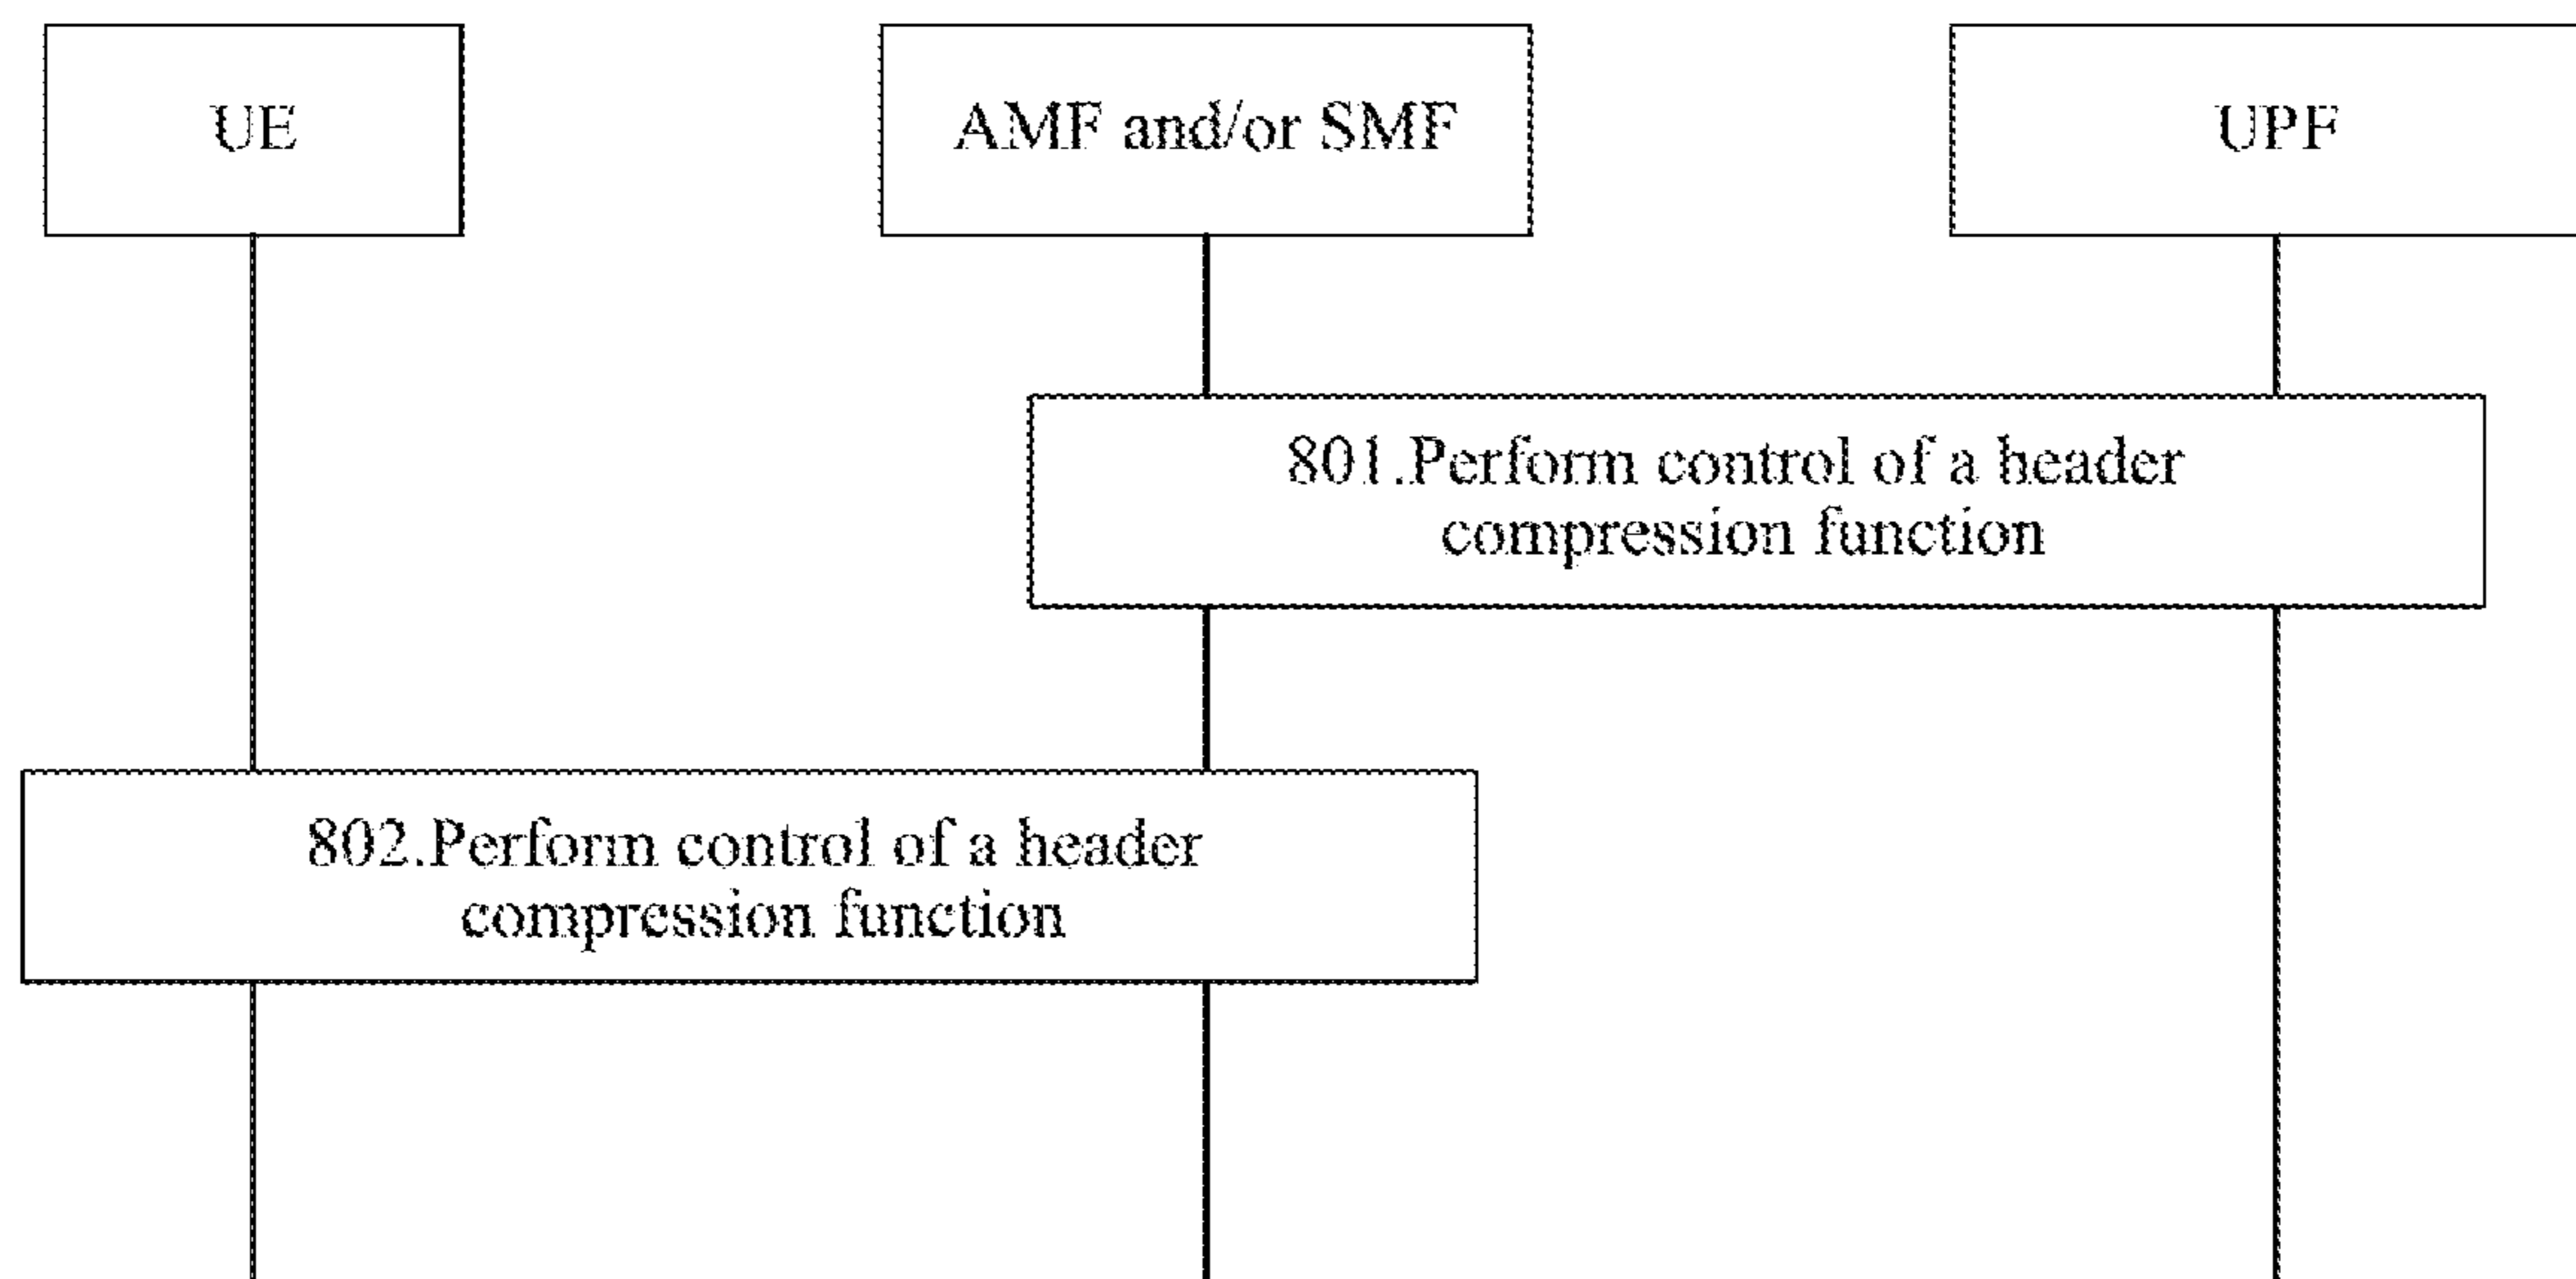 UE
AMF and/or SMF
UPF
801.Perform control of a header
compression function
802.Perform control of a header
compression function